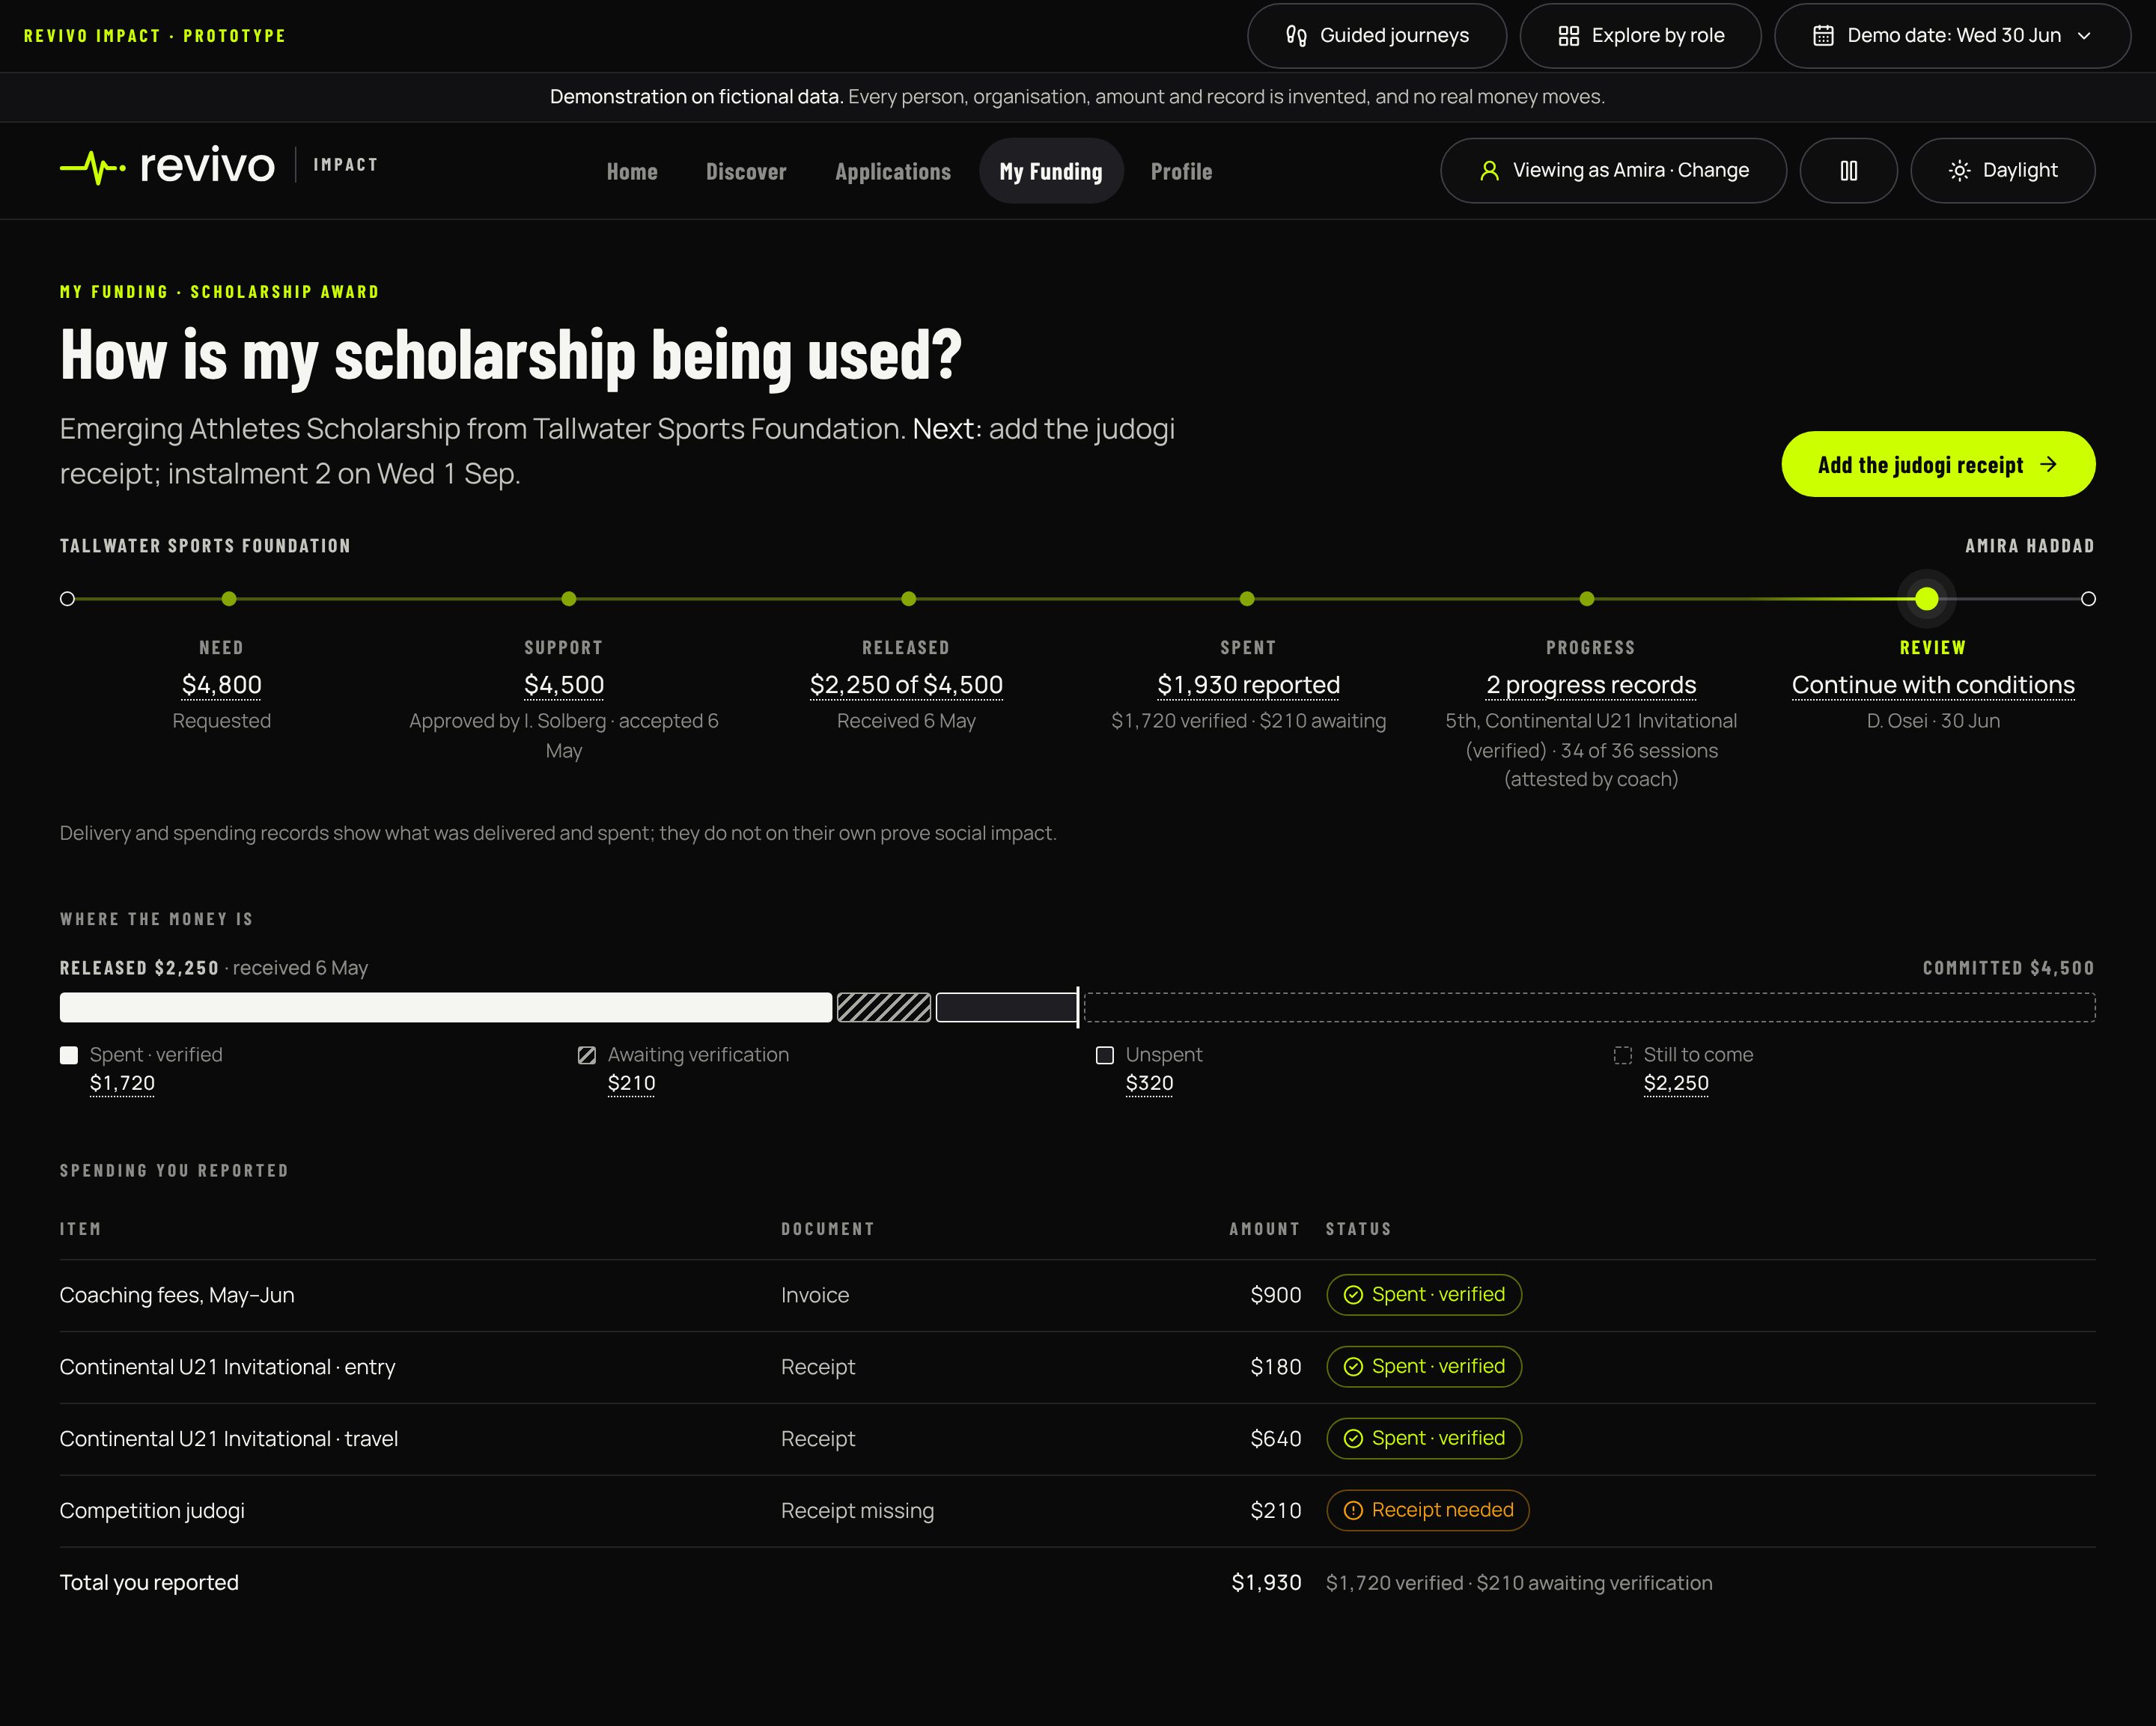 REVIVO IMPACT · PROTOTYPE
Guided journeys
Explore by role
Demo date: Wed 30 Jun
Demonstration on fictional data. Every person, organisation, amount and record is invented, and no real money moves.
revivo
IMPACT
Home
Discover
Applications
My Funding
Profile
Viewing as Amira · Change
Daylight
MY FUNDING · SCHOLARSHIP AWARD
How is my scholarship being used?
Emerging Athletes Scholarship from Tallwater Sports Foundation. Next: add the judogi
receipt; instalment 2 on Wed 1 Sep.
Add the judogi receipt
TALLWATER SPORTS FOUNDATION
AMIRA HADDAD
NEED
$4,800
Requested
SUPPORT
$4,500
Approved by I. Solberg · accepted 6
May
RELEASED
$2,250 of $4,500
Received 6 May
SPENT
$1,930 reported
$1,720 verified · $210 awaiting
PROGRESS
2 progress records
5th, Continental U21 Invitational
(verified) · 34 of 36 sessions
(attested by coach)
REVIEW
Continue with conditions
D. Osei · 30 Jun
Delivery and spending records show what was delivered and spent; they do not on their own prove social impact.
WHERE THE MONEY IS
RELEASED $2,250 · received 6 May
COMMITTED $4,500
Spent · verified
$1,720
Awaiting verification
$210
Unspent
$320
Still to come
$2,250
SPENDING YOU REPORTED
ITEM DOCUMENT AMOUNT STATUS
Coaching fees, May–Jun Invoice $900 Spent · verified
Continental U21 Invitational · entry Receipt $180 Spent · verified
Continental U21 Invitational · travel Receipt $640 Spent · verified
Competition judogi Receipt missing $210 Receipt needed
Total you reported $1,930 $1,720 verified · $210 awaiting verification